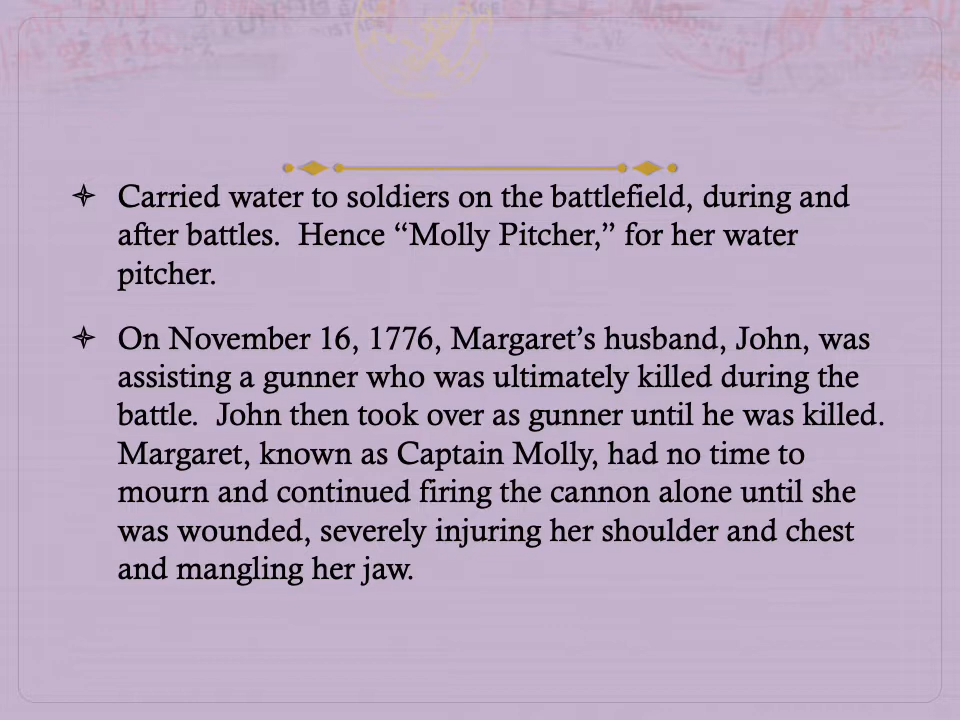 Carried water to soldiers on the battlefield, during and
after battles.  Hence “Molly Pitcher,” for her water
pitcher.
On November 16, 1776, Margaret’s husband, John, was
assisting a gunner who was ultimately killed during the
battle.  John then took over as gunner until he was killed.
Margaret, known as Captain Molly, had no time to
mourn and continued firing the cannon alone until she
was wounded, severely injuring her shoulder and chest
and mangling her jaw.